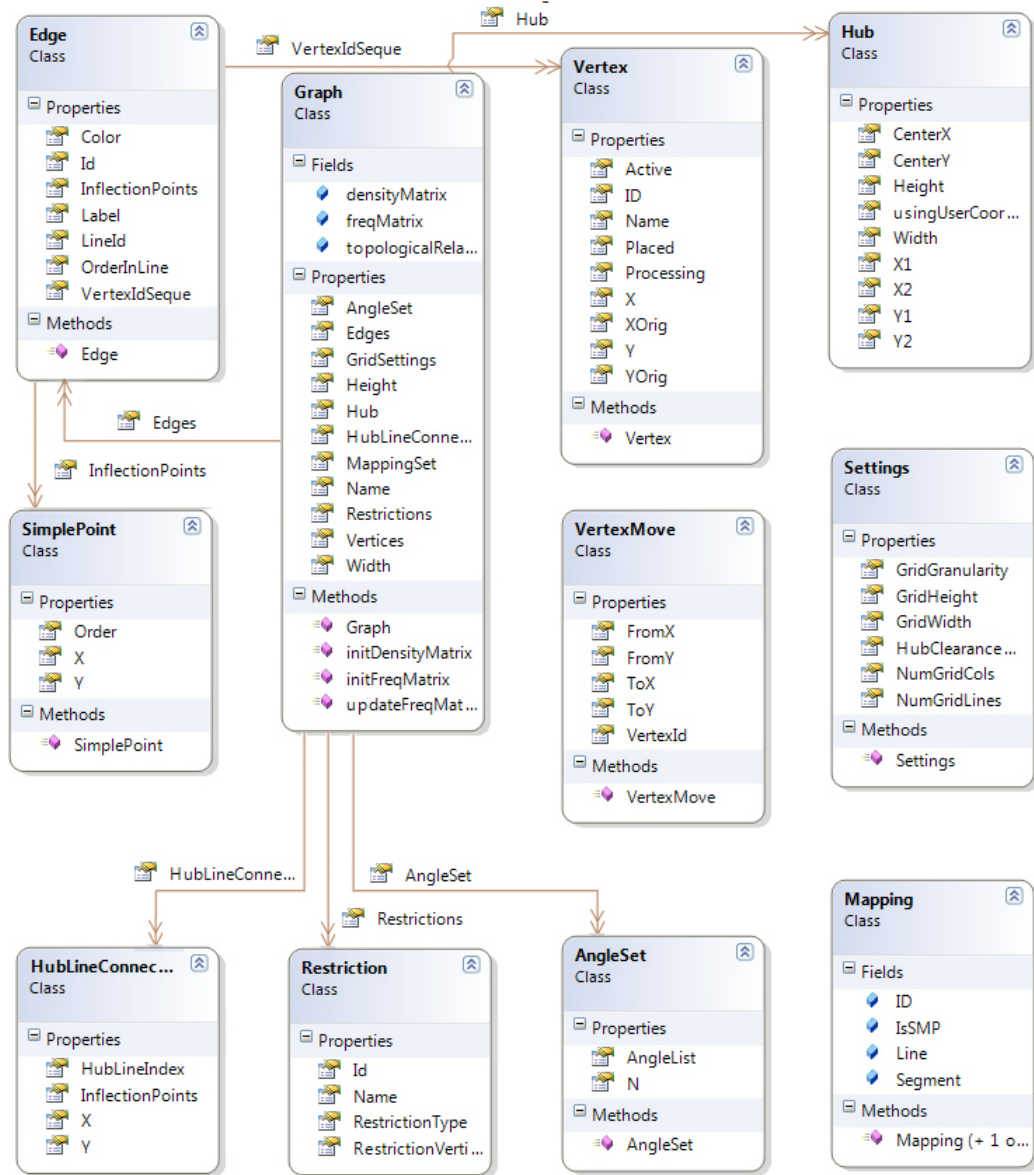 Edge
Class
Properties
Color
Id
InflectionPoints
Label
LineId
OrderInLine
VertexIdSeque
Methods
Edge
VertexIdSeque
Hub
Graph
Class
Fields
densityMatrix
freqMatrix
topologicalRela...
Properties
AngleSet
Edges
GridSettings
Height
Hub
HubLineConne...
MappingSet
Name
Restrictions
Vertices
Width
Methods
Graph
initDensityMatrix
initFreqMatrix
updateFreqMat...
Vertex
Class
Properties
Active
ID
Name
Placed
Processing
X
XOrig
Y
YOrig
Methods
Vertex
Hub
Class
Properties
CenterX
CenterY
Height
usingUserCoor...
Width
X1
X2
Y1
Y2
Edges
InflectionPoints
SimplePoint
Class
Properties
Order
X
Y
Methods
SimplePoint
VertexMove
Class
Properties
FromX
FromY
ToX
ToY
VertexId
Methods
VertexMove
Settings
Class
Properties
GridGranularity
GridHeight
GridWidth
HubClearance...
NumGridCols
NumGridLines
Methods
Settings
HubLineConne...
AngleSet
Restrictions
HubLineConnec...
Class
Properties
HubLineIndex
InflectionPoints
X
Y
Restriction
Class
Properties
Id
Name
RestrictionType
RestrictionVerti...
AngleSet
Class
Properties
AngleList
N
Methods
AngleSet
Mapping
Class
Fields
ID
IsSMP
Line
Segment
Methods
Mapping (+ 1 o...